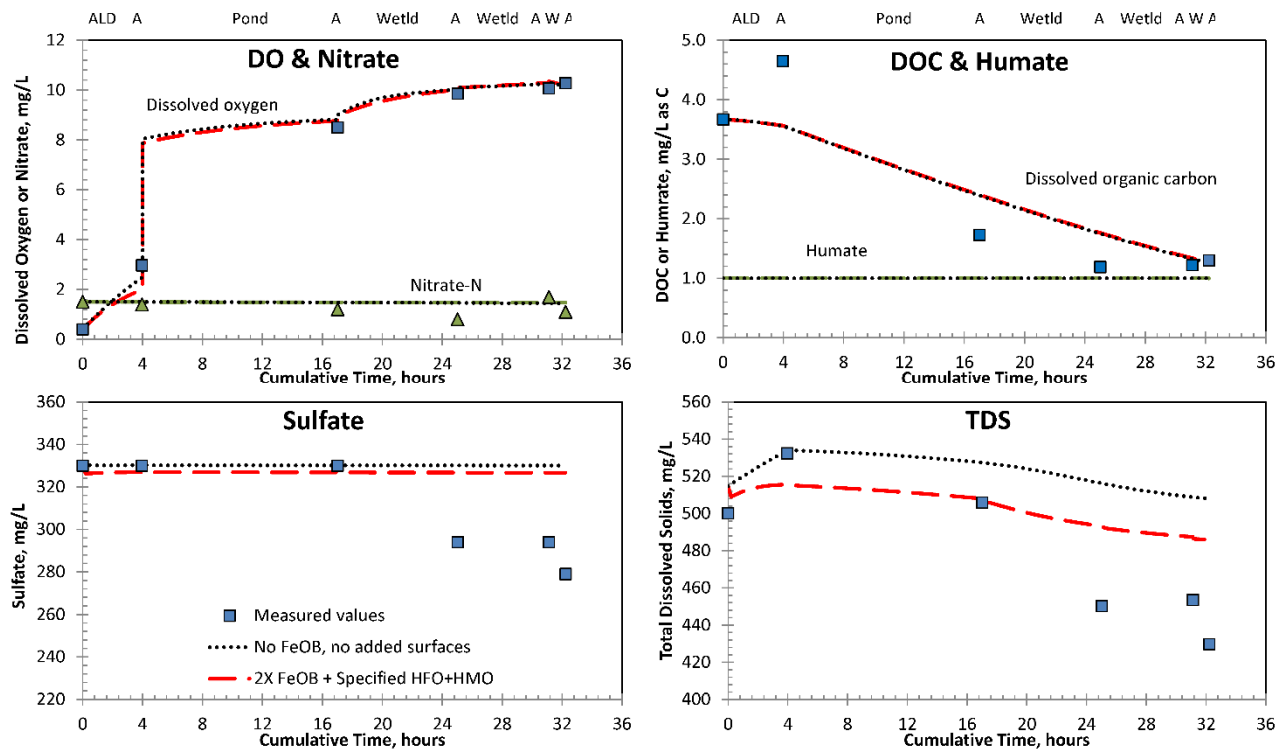 ALD A Pond A Wetld A Wetld A W A
ALD A Pond A Wetld A Wetld A W A
DO & Nitrate
12
10
8
6
4
2
0
Dissolved Oxygen or Nitrate, mg/L
Dissolved oxygen
Nitrate-N
0 4 8 12 16 20 24 28 32 36
Cumulative Time, hours
DOC & Humate
5.0
4.0
3.0
2.0
1.0
0.0
DOC or Humrate, mg/L as C
Dissolved organic carbon
Humate
0 4 8 12 16 20 24 28 32 36
Cumulative Time, hours
Sulfate
360
340
320
300
280
260
240
220
Sulfate, mg/L
Measured values
No FeOB, no added surfaces
2X FeOB + Specified HFO+HMO
0 4 8 12 16 20 24 28 32 36
Cumulative Time, hours
TDS
560
540
520
500
480
460
440
420
400
Total Dissolved Solids, mg/L
0 4 8 12 16 20 24 28 32 36
Cumulative Time, hours